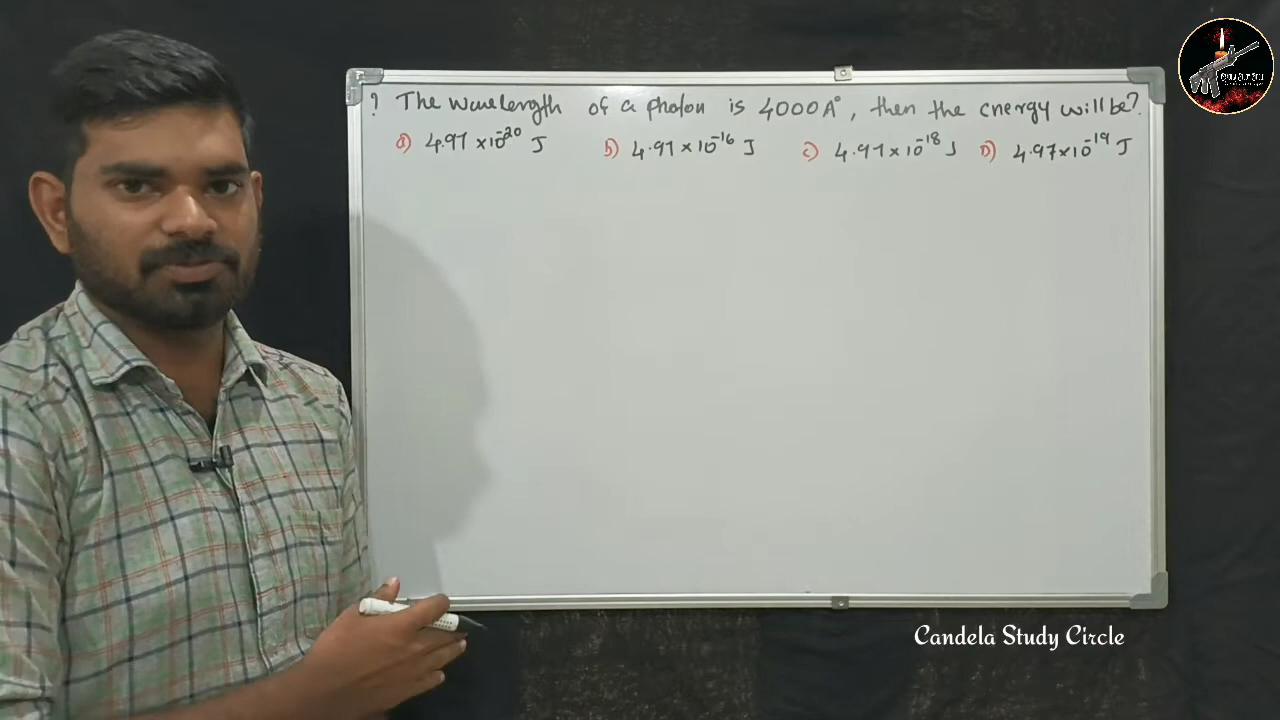 ? The wavelength of a photon is 4000A°, then the energy will be?
a) 4.97 ×10⁻²⁰ J b) 4.97 ×10⁻¹⁶ J c) 4.97 ×10⁻¹⁸ J D) 4.97×10⁻¹⁹ J
Candela Study Circle